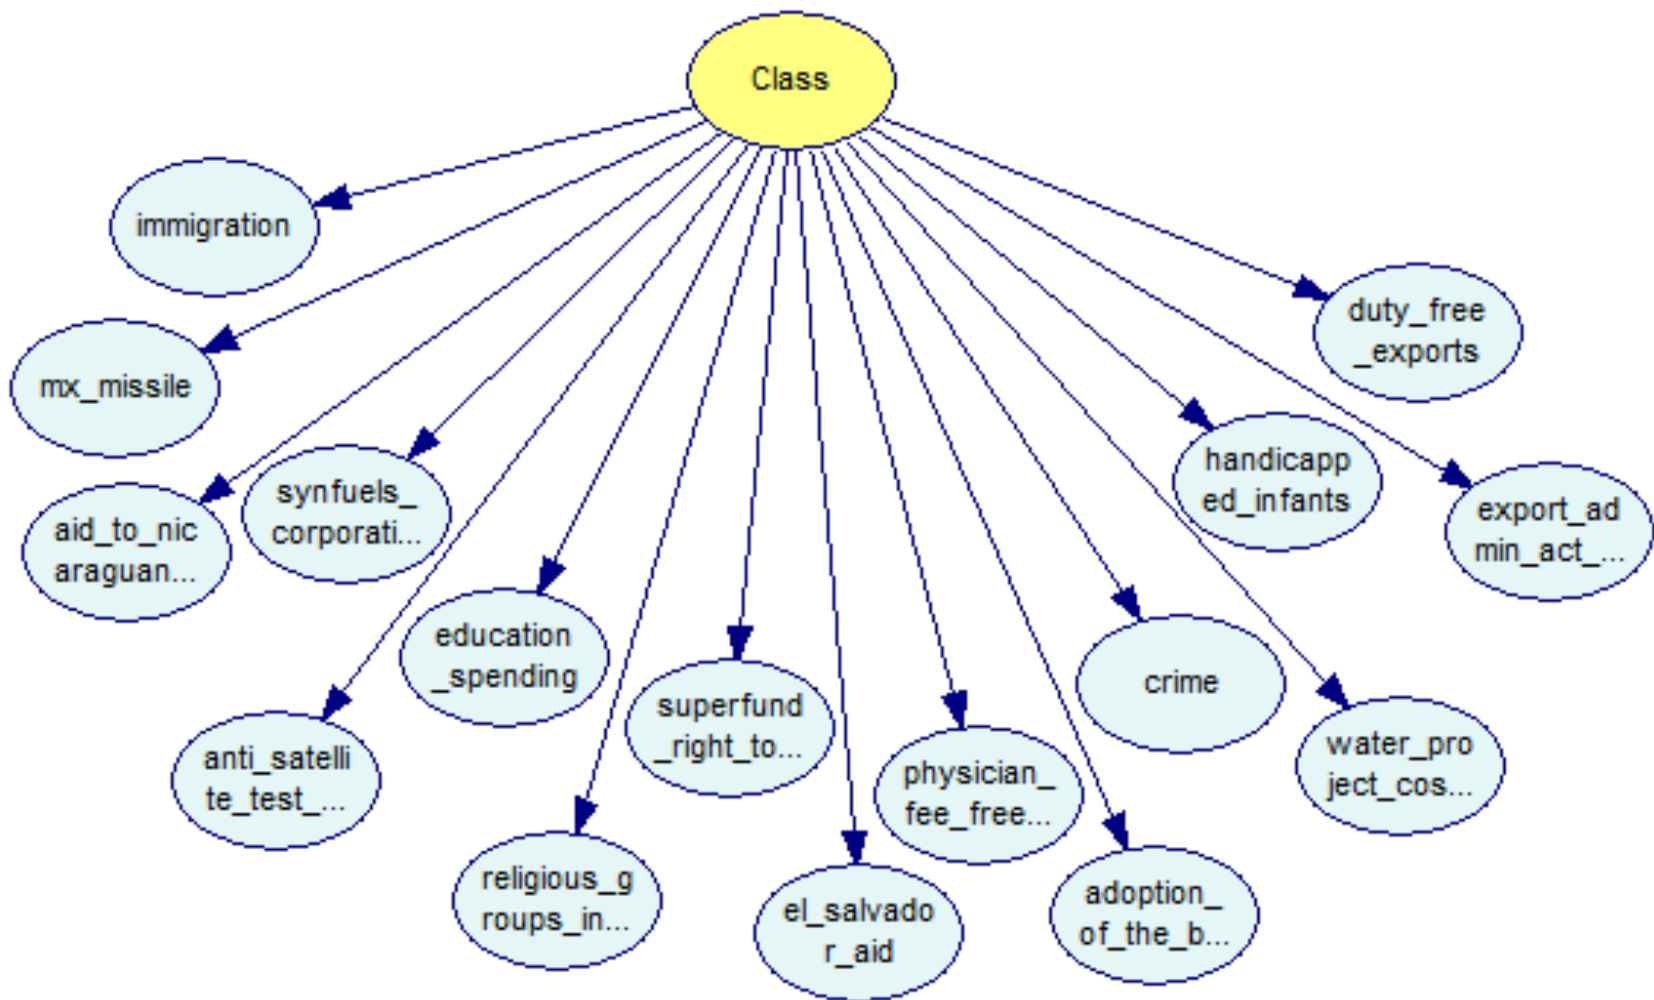 Class
immigration
duty_free
_exports
mx_missile
handicapp
ed_infants
synfuels_
corporati...
export_ad
min_act_...
aid_to_nic
araguan...
education
_spending
crime
superfund
_right_to...
water_pro
ject_cos...
anti_satelli
te_test_...
physician_
fee_free...
religious_g
roups_in...
adoption_
of_the_b...
el_salvado
r_aid